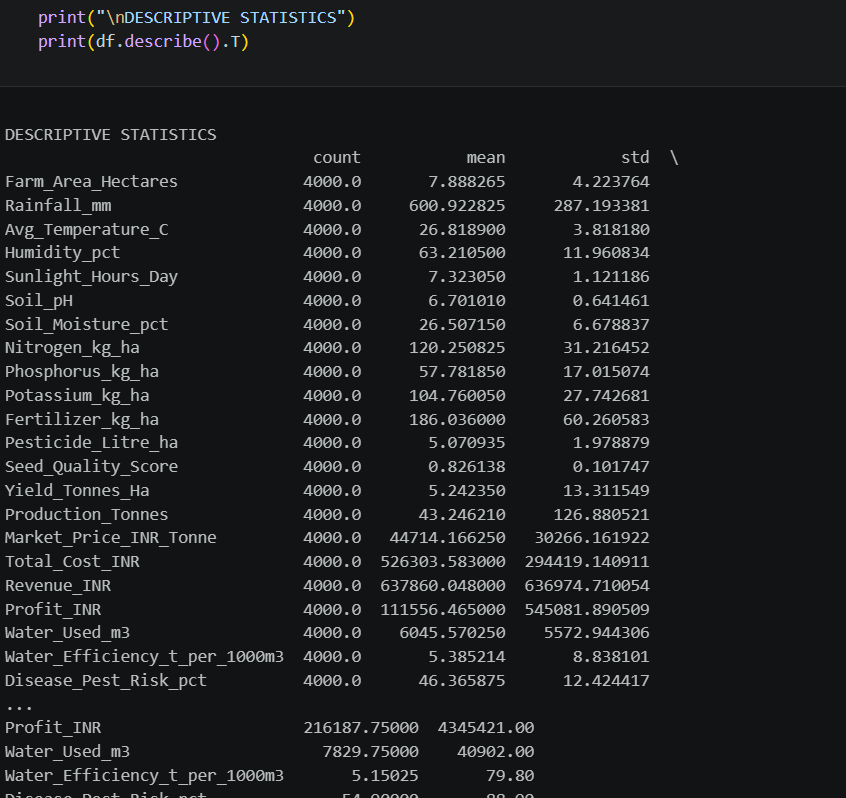 print("\nDESCRIPTIVE STATISTICS")
print(df.describe().T)
DESCRIPTIVE STATISTICS
count mean std \
Farm_Area_Hectares 4000.0 7.888265 4.223764
Rainfall_mm 4000.0 600.922825 287.193381
Avg_Temperature_C 4000.0 26.818900 3.818180
Humidity_pct 4000.0 63.210500 11.960834
Sunlight_Hours_Day 4000.0 7.323050 1.121186
Soil_pH 4000.0 6.701010 0.641461
Soil_Moisture_pct 4000.0 26.507150 6.678837
Nitrogen_kg_ha 4000.0 120.250825 31.216452
Phosphorus_kg_ha 4000.0 57.781850 17.015074
Potassium_kg_ha 4000.0 104.760050 27.742681
Fertilizer_kg_ha 4000.0 186.036000 60.260583
Pesticide_Litre_ha 4000.0 5.070935 1.978879
Seed_Quality_Score 4000.0 0.826138 0.101747
Yield_Tonnes_Ha 4000.0 5.242350 13.311549
Production_Tonnes 4000.0 43.246210 126.880521
Market_Price_INR_Tonne 4000.0 44714.166250 30266.161922
Total_Cost_INR 4000.0 526303.583000 294419.140911
Revenue_INR 4000.0 637860.048000 636974.710054
Profit_INR 4000.0 111556.465000 545081.890509
Water_Used_m3 4000.0 6045.570250 5572.944306
Water_Efficiency_t_per_1000m3 4000.0 5.385214 8.838101
Disease_Pest_Risk_pct 4000.0 46.365875 12.424417
...
Profit_INR 216187.75000 4345421.00
Water_Used_m3 7829.75000 40902.00
Water_Efficiency_t_per_1000m3 5.15025 79.80
Disease_Pest_Risk_pct 54.90000 88.90